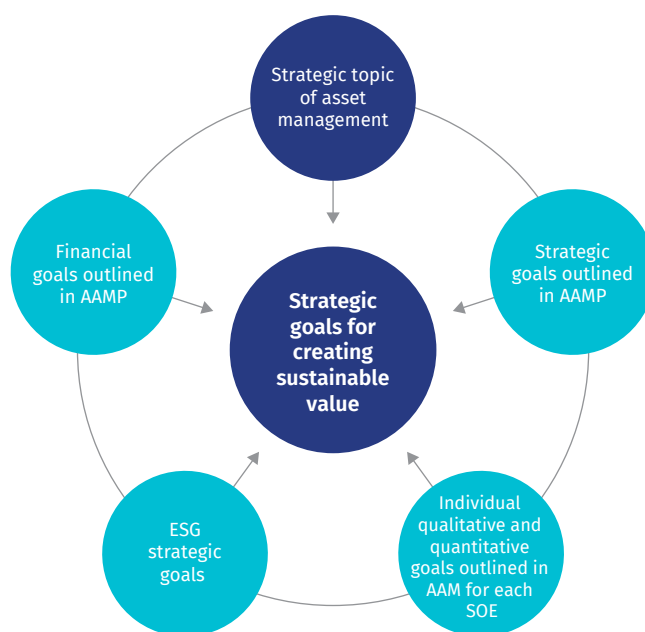 Strategic topic
of asset
management
Financial
goals outlined
in AAMP
Strategic
goals outlined
in AAMP
Strategic
goals for
creating
sustainable
value
ESG
strategic
goals
Individual
qualitative and
quantitative
goals outlined in
AAM for each
SOE